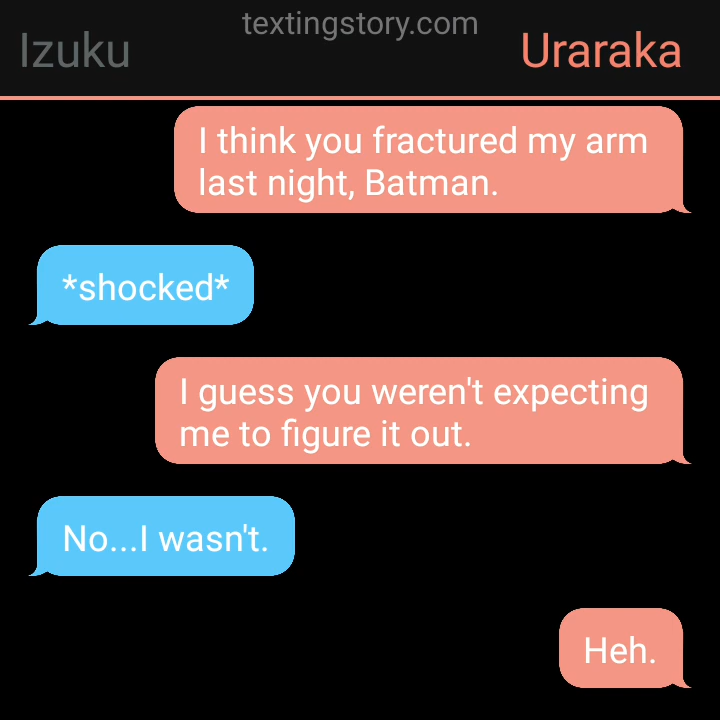 textingstory.com
Izuku
Uraraka
I think you fractured my arm
last night, Batman.
*shocked*
I guess you weren't expecting
me to figure it out.
No...I wasn't.
Heh.